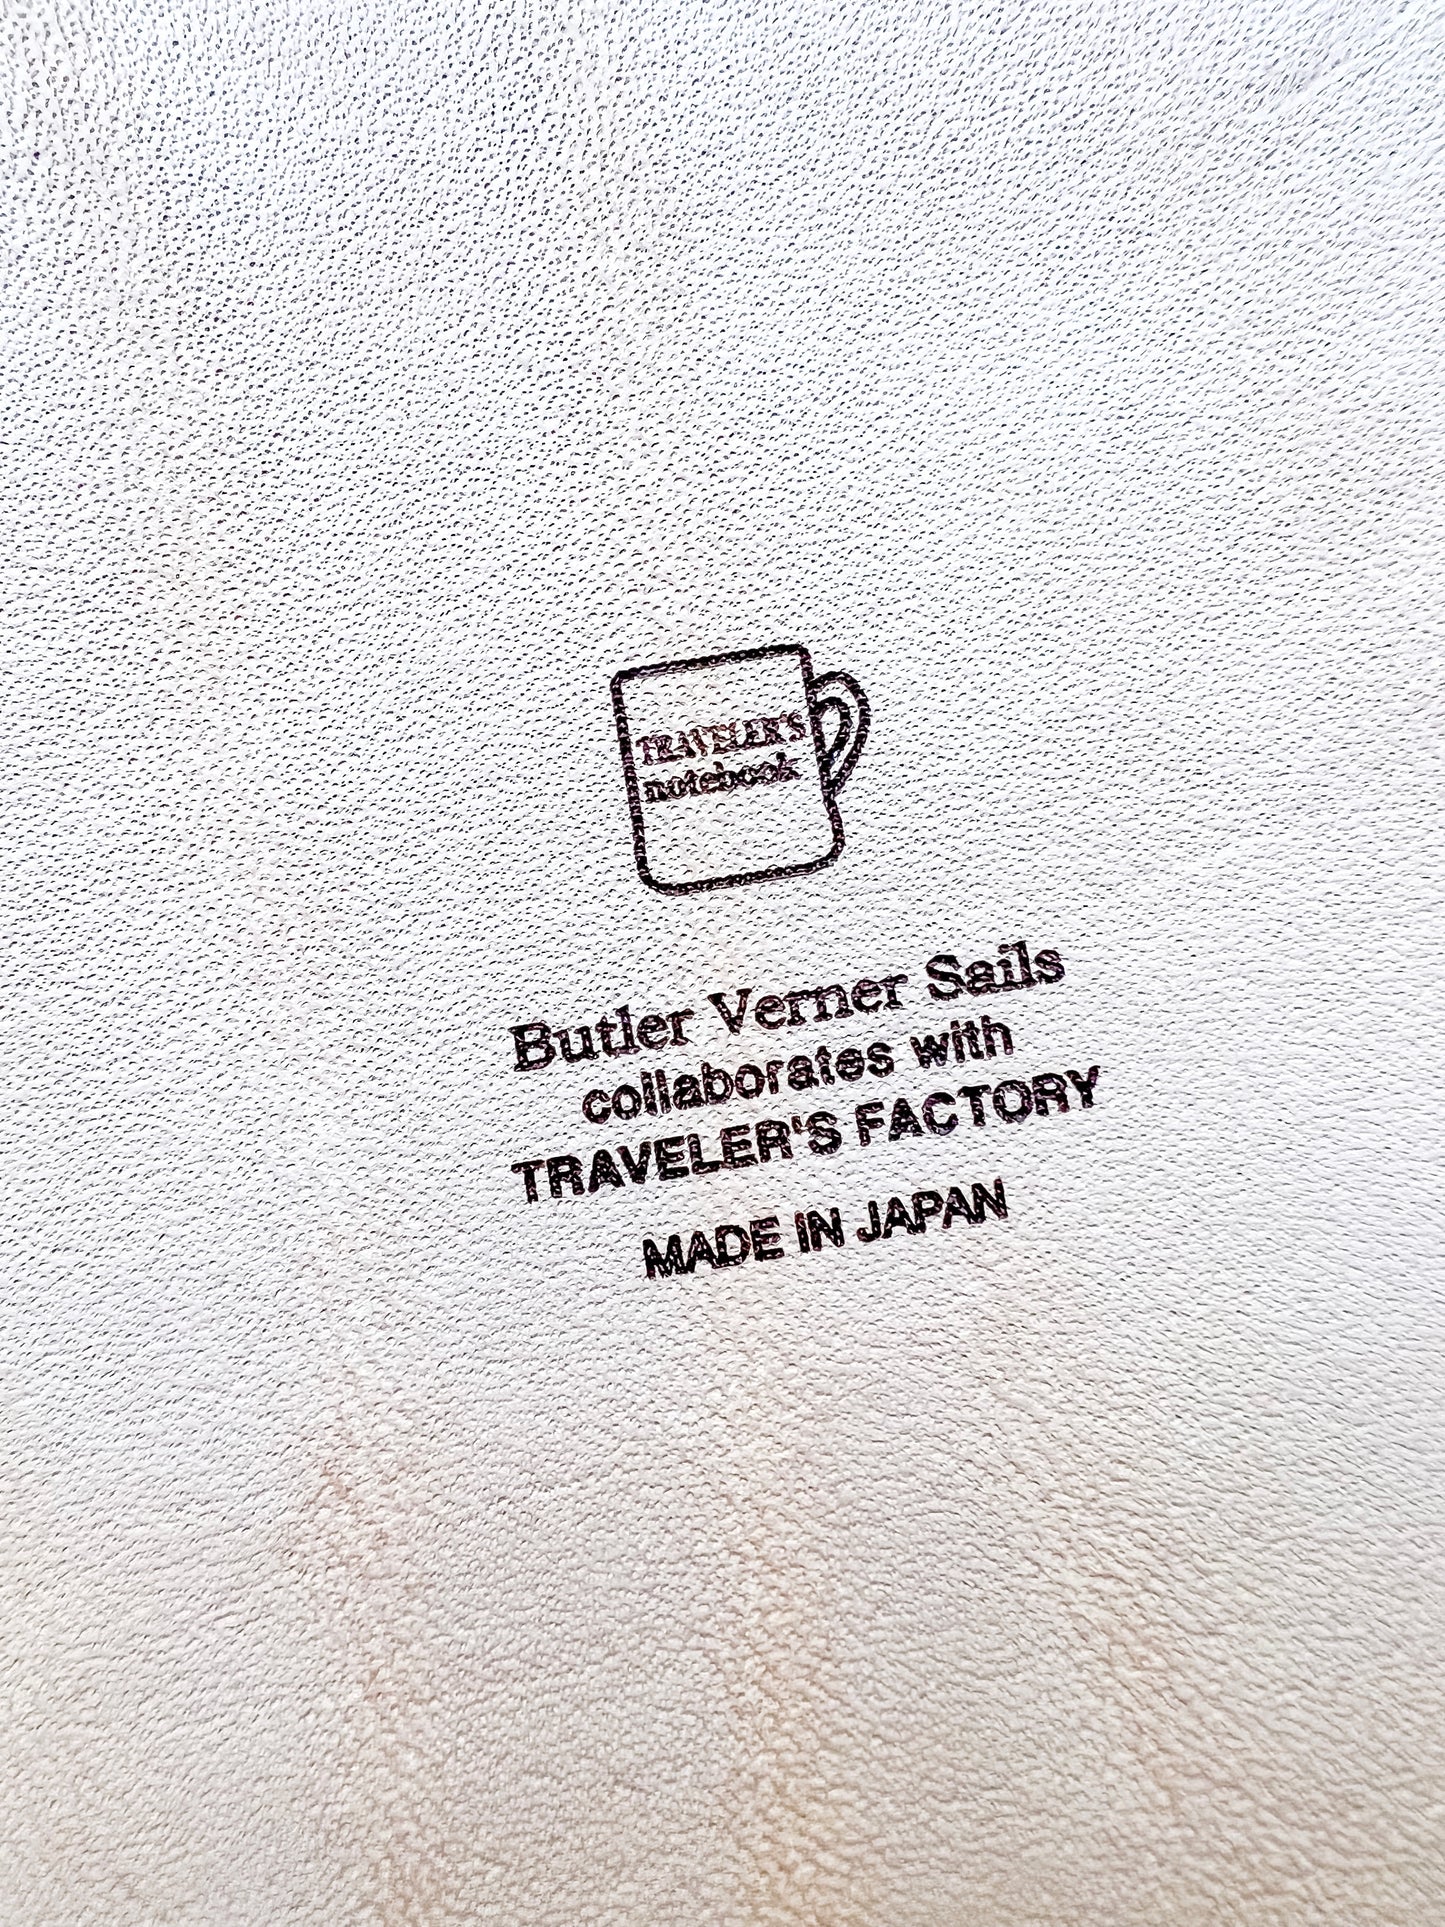 TRAVELER'S
notebook
Butler Verner Sails
collaborates with
TRAVELER'S FACTORY
MADE IN JAPAN